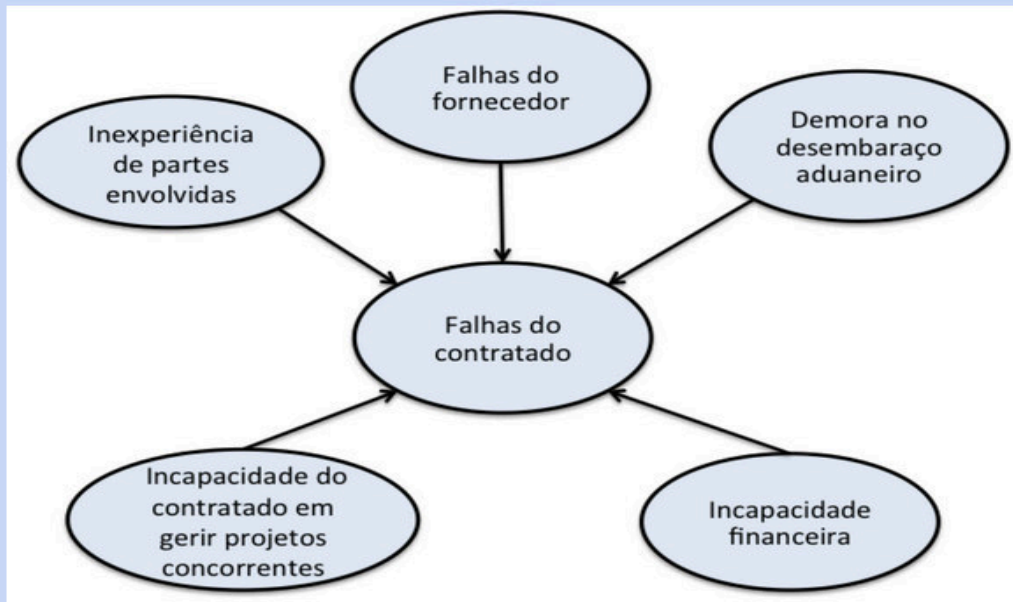 Falhas do
fornecedor
Inexperiência
de partes
envolvidas
Demora no
desembaraço
aduaneiro
Falhas do
contratado
Incapacidade do
contratado em
gerir projetos
concorrentes
Incapacidade
financeira